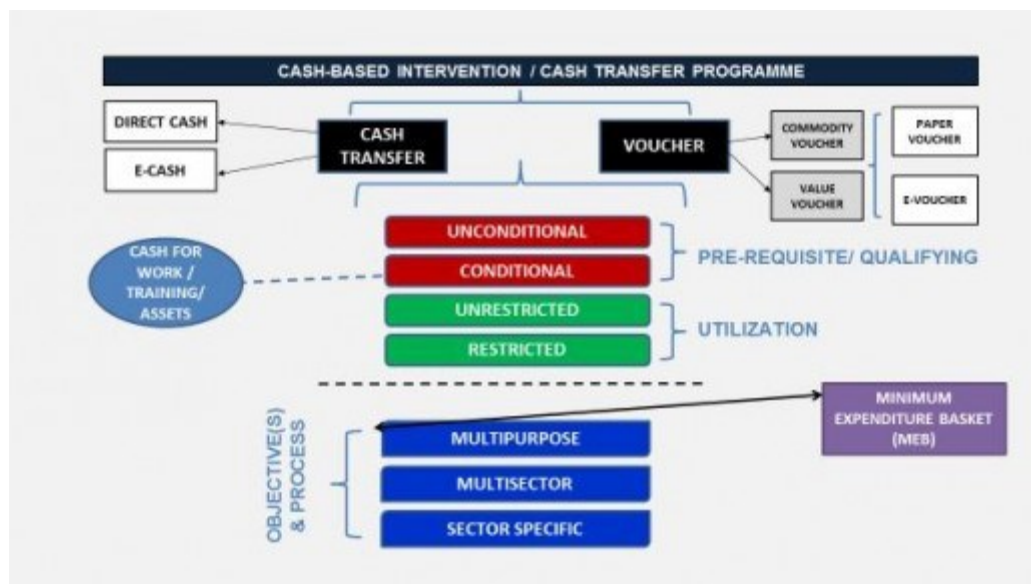 CASH-BASED INTERVENTION / CASH TRANSFER PROGRAMME
DIRECT CASH
E-CASH
CASH
TRANSFER
VOUCHER
COMMODITY
VOUCHER
VALUE
VOUCHER
PAPER
VOUCHER
E-VOUCHER
UNCONDITIONAL
CONDITIONAL
PRE-REQUISITE/ QUALIFYING
CASH FOR
WORK /
TRAINING/
ASSETS
UNRESTRICTED
RESTRICTED
UTILIZATION
MINIMUM
EXPENDITURE BASKET
(MEB)
OBJECTIVE(S)
& PROCESS
MULTIPURPOSE
MULTISECTOR
SECTOR SPECIFIC